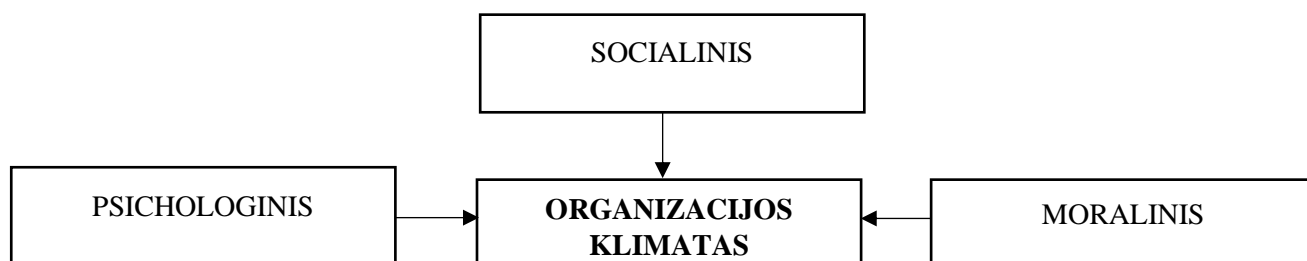 SOCIALINIS
PSICHOLOGINIS
ORGANIZACIJOS
KLIMATAS
MORALINIS